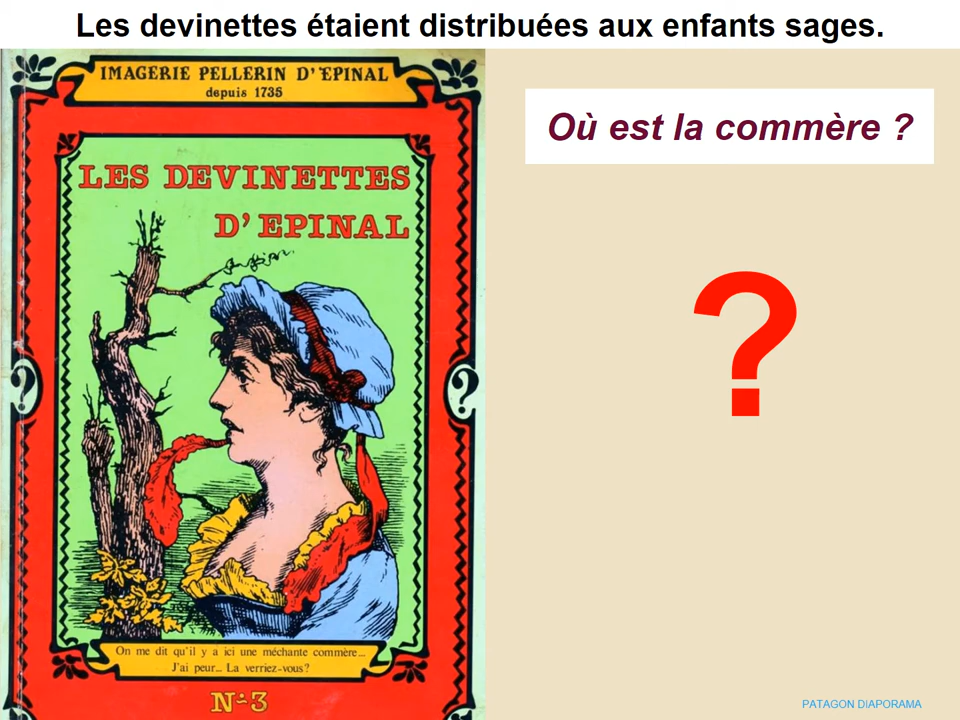 Les devinettes étaient distribuées aux enfants sages.
IMAGERIE PELLERIN D'EPINAL
depuis 1735
LES DEVINETTES
D'EPINAL
?
?
On me dit qu'il y a ici une méchante commère...
J'ai peur... La verriez-vous?
No-3
Où est la commère ?
?
PATAGON DIAPORAMA